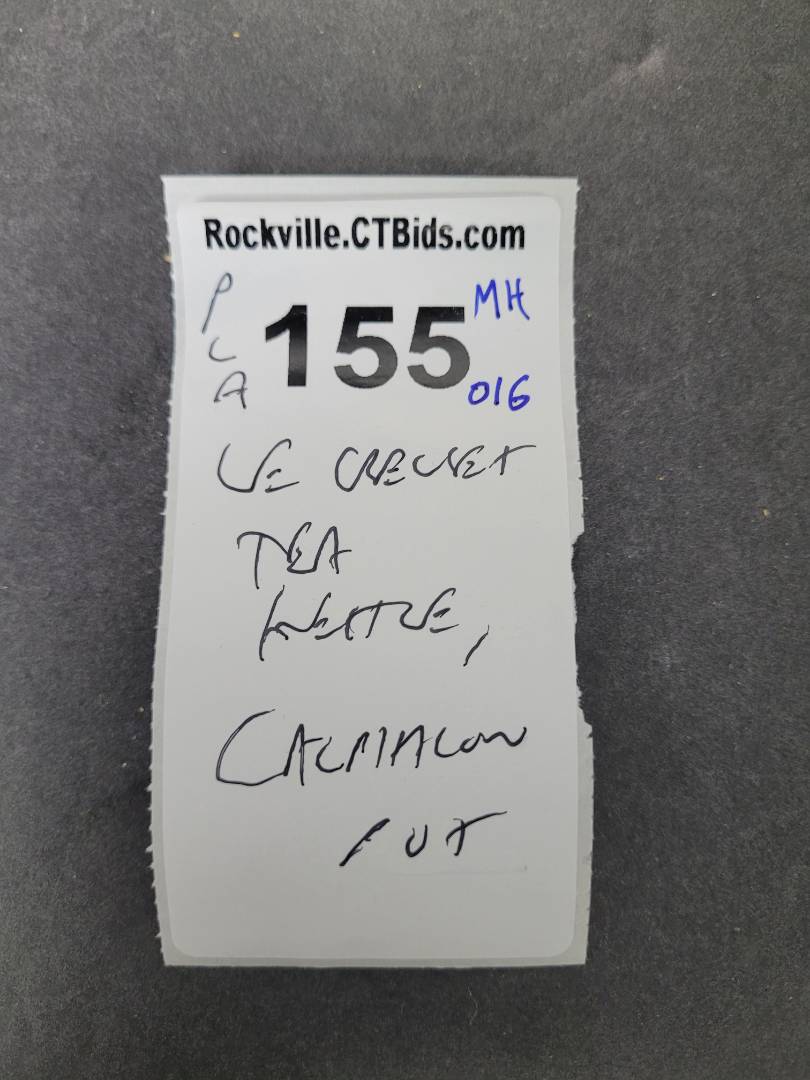 Rockville.CTBids.com
P
L
A
155
MH
016
LE CREUSET
TEA
KETTLE,
CALPHALON
POT